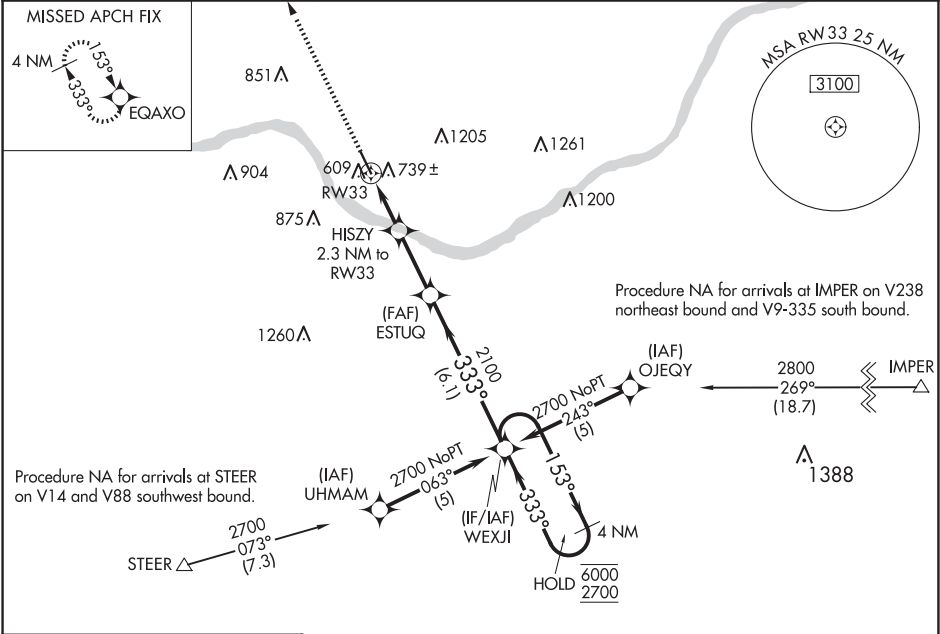 MISSED APCH FIX
4 NM
153°
333°
EQAXO
MSA RW33 25 NM
3100
851
1205
1261
904
609
739 ±
RW33
1200
875
HISZY
2.3 NM to
RW33
Procedure NA for arrivals at IMPER on V238
northeast bound and V9-335 south bound.
(FAF)
ESTUQ
1260
2100
333°
(6.1)
(IAF)
OJEQY
2800
269°
(18.7)
IMPER
2700 NoPT
243°
(5)
1388
Procedure NA for arrivals at STEER
on V14 and V88 southwest bound.
(IAF)
UHMAM
2700 NoPT
063°
(5)
(IF/IAF)
WEXJI
153°
333°
4 NM
2700
073°
(7.3)
STEER
HOLD
6000
2700